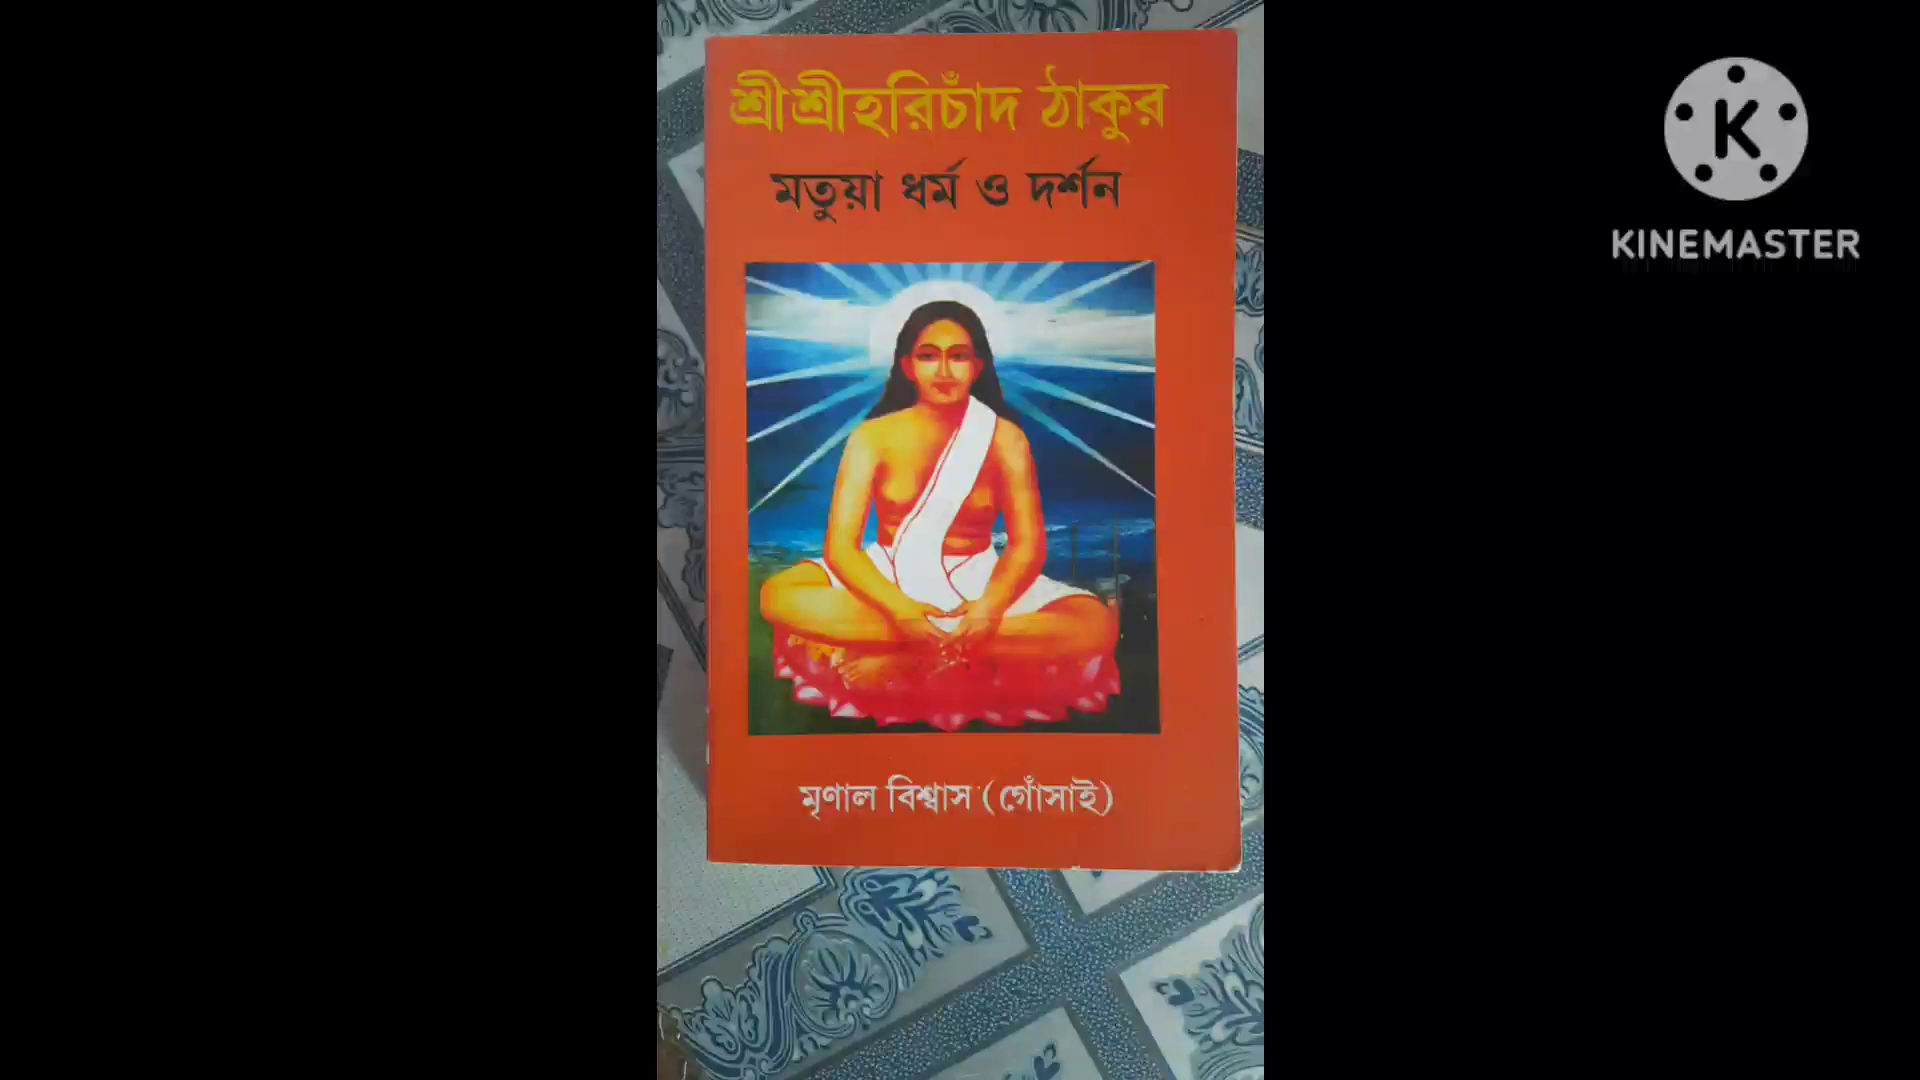 শ্রীশ্রীহরিচাঁদ ঠাকুর
মতুয়া ধর্ম ও দর্শন
মৃণাল বিশ্বাস (গোঁসাই)
K
KINEMASTER